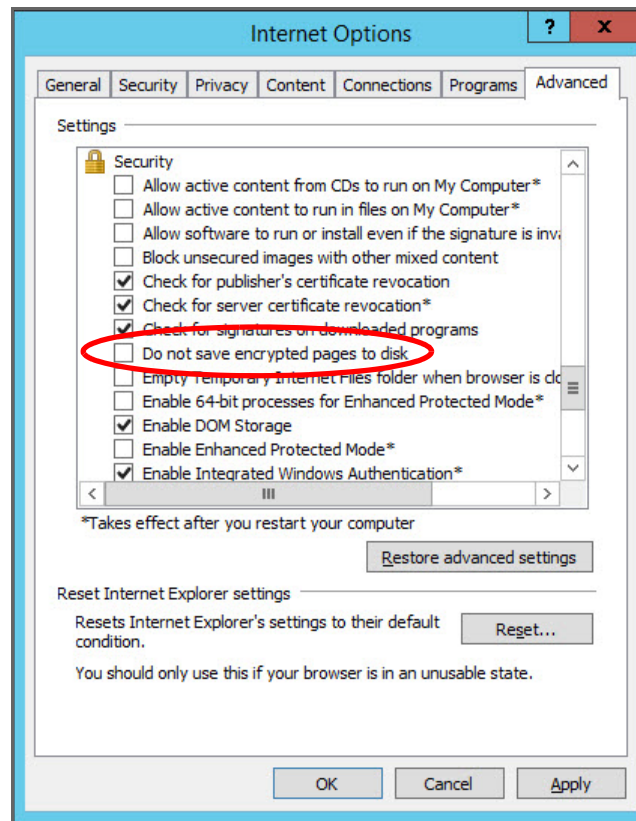 Internet Options
?
x
General Security Privacy Content Connections Programs Advanced
Settings
Security
Allow active content from CDs to run on My Computer*
Allow active content to run in files on My Computer*
Allow software to run or install even if the signature is inva
Block unsecured images with other mixed content
Check for publisher's certificate revocation
Check for server certificate revocation*
Check for signatures on downloaded programs
Do not save encrypted pages to disk
Empty Temporary Internet Files folder when browser is clo
Enable 64-bit processes for Enhanced Protected Mode*
Enable DOM Storage
Enable Enhanced Protected Mode*
Enable Integrated Windows Authentication*
*Takes effect after you restart your computer
Restore advanced settings
Reset Internet Explorer settings
Resets Internet Explorer's settings to their default
condition.
Reset...
You should only use this if your browser is in an unusable state.
OK Cancel Apply